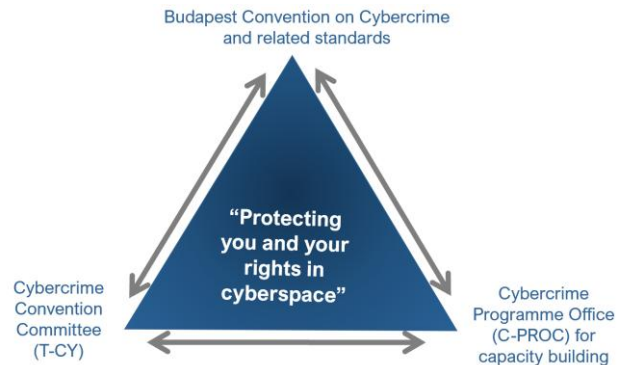 Budapest Convention on Cybercrime
and related standards
“Protecting
you and your
rights in
cyberspace”
Cybercrime
Convention
Committee
(T-CY)
Cybercrime
Programme Office
(C-PROC) for
capacity building